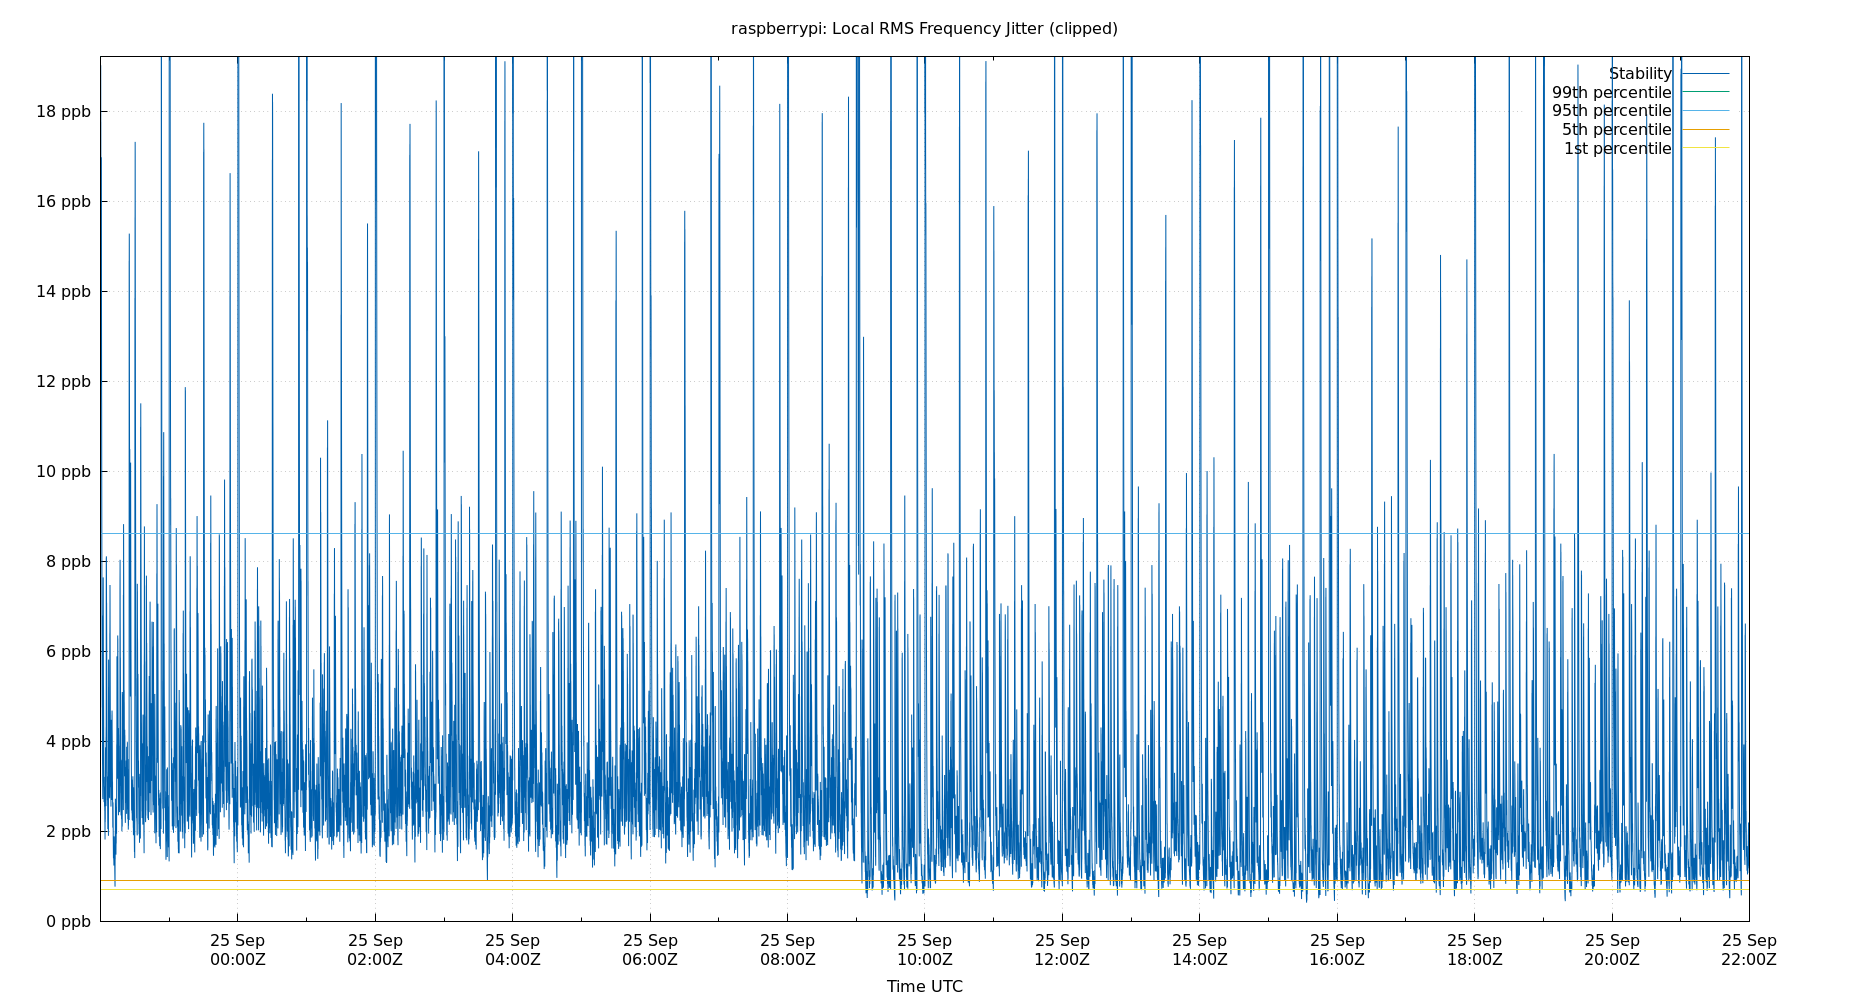 raspberrypi: Local RMS Frequency Jitter (clipped)
Stability
99th percentile
95th percentile
5th percentile
1st percentile
18 ppb
16 ppb
14 ppb
12 ppb
10 ppb
8 ppb
6 ppb
4 ppb
2 ppb
0 ppb
25 Sep 25 Sep 25 Sep 25 Sep 25 Sep 25 Sep 25 Sep 25 Sep 25 Sep 25 Sep 25 Sep 25 Sep
00:00Z 02:00Z 04:00Z 06:00Z 08:00Z 10:00Z 12:00Z 14:00Z 16:00Z 18:00Z 20:00Z 22:00Z
Time UTC